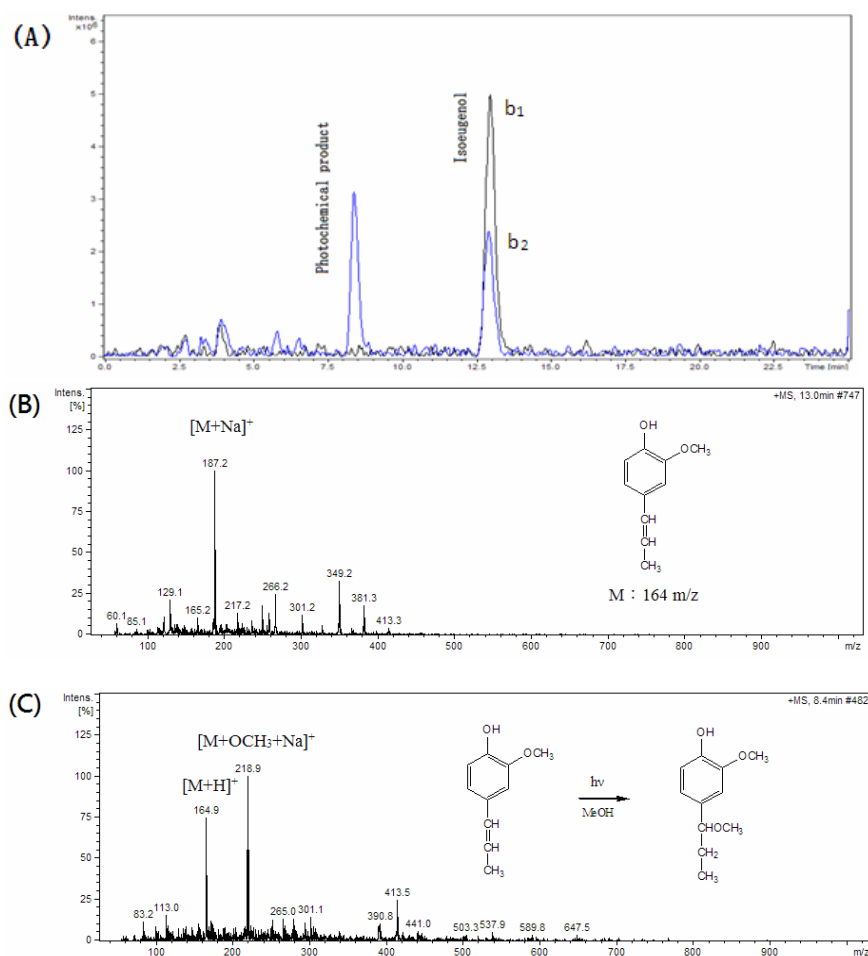 (A)
Intens.
×10⁶
6
5
4
3
2
1
0
Photochemical product
Isoeugenol
b₁
b₂
0.0
2.5
5.0
7.5
10.0
12.5
15.0
17.5
20.0
22.5
Time [min]
(B)
Intens.
[%]
+MS, 13.0min #747
125
100
75
50
25
0
[M+Na]⁺
187.2
60.1
85.1
129.1
165.2
217.2
266.2
301.2
349.2
381.3
413.3
OH
OCH₃
CH
CH
CH₃
M：164 m/z
100
200
300
400
500
600
700
800
900
m/z
(C)
Intens.
[%]
+MS, 8.4min #482
125
100
75
50
25
0
[M+OCH3+Na]⁺
[M+H]⁺
218.9
164.9
83.2
113.0
265.0
301.1
390.8
413.5
441.0
503.3
537.9
589.8
647.5
OH
OCH₃
CH
CH
CH₃
hν
MeOH
OH
OCH₃
CHOCH₃
CH₂
CH₃
100
200
300
400
500
600
700
800
900
m/z